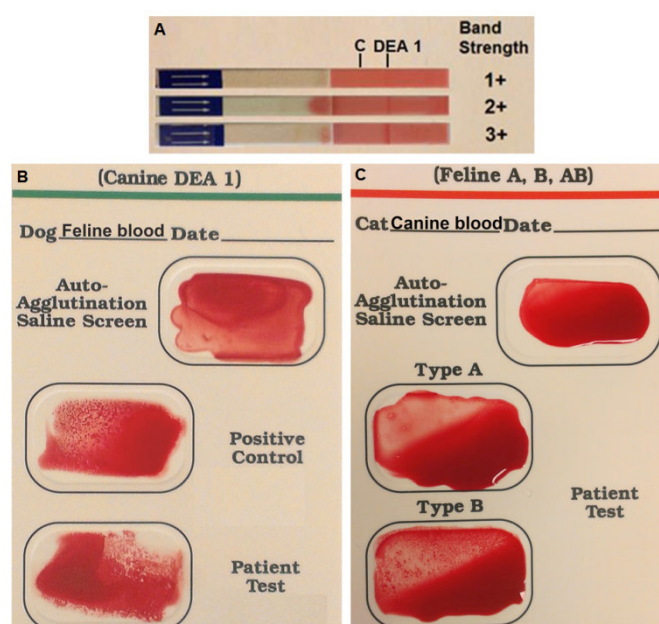 A
C DEA 1
Band
Strength
1+
2+
3+
B
(Canine DEA 1)
Dog Feline blood Date
Auto-
Agglutination
Saline Screen
Positive
Control
Patient
Test
C
(Feline A, B, AB)
Cat Canine blood Date
Auto-
Agglutination
Saline Screen
Type A
Type B
Patient
Test